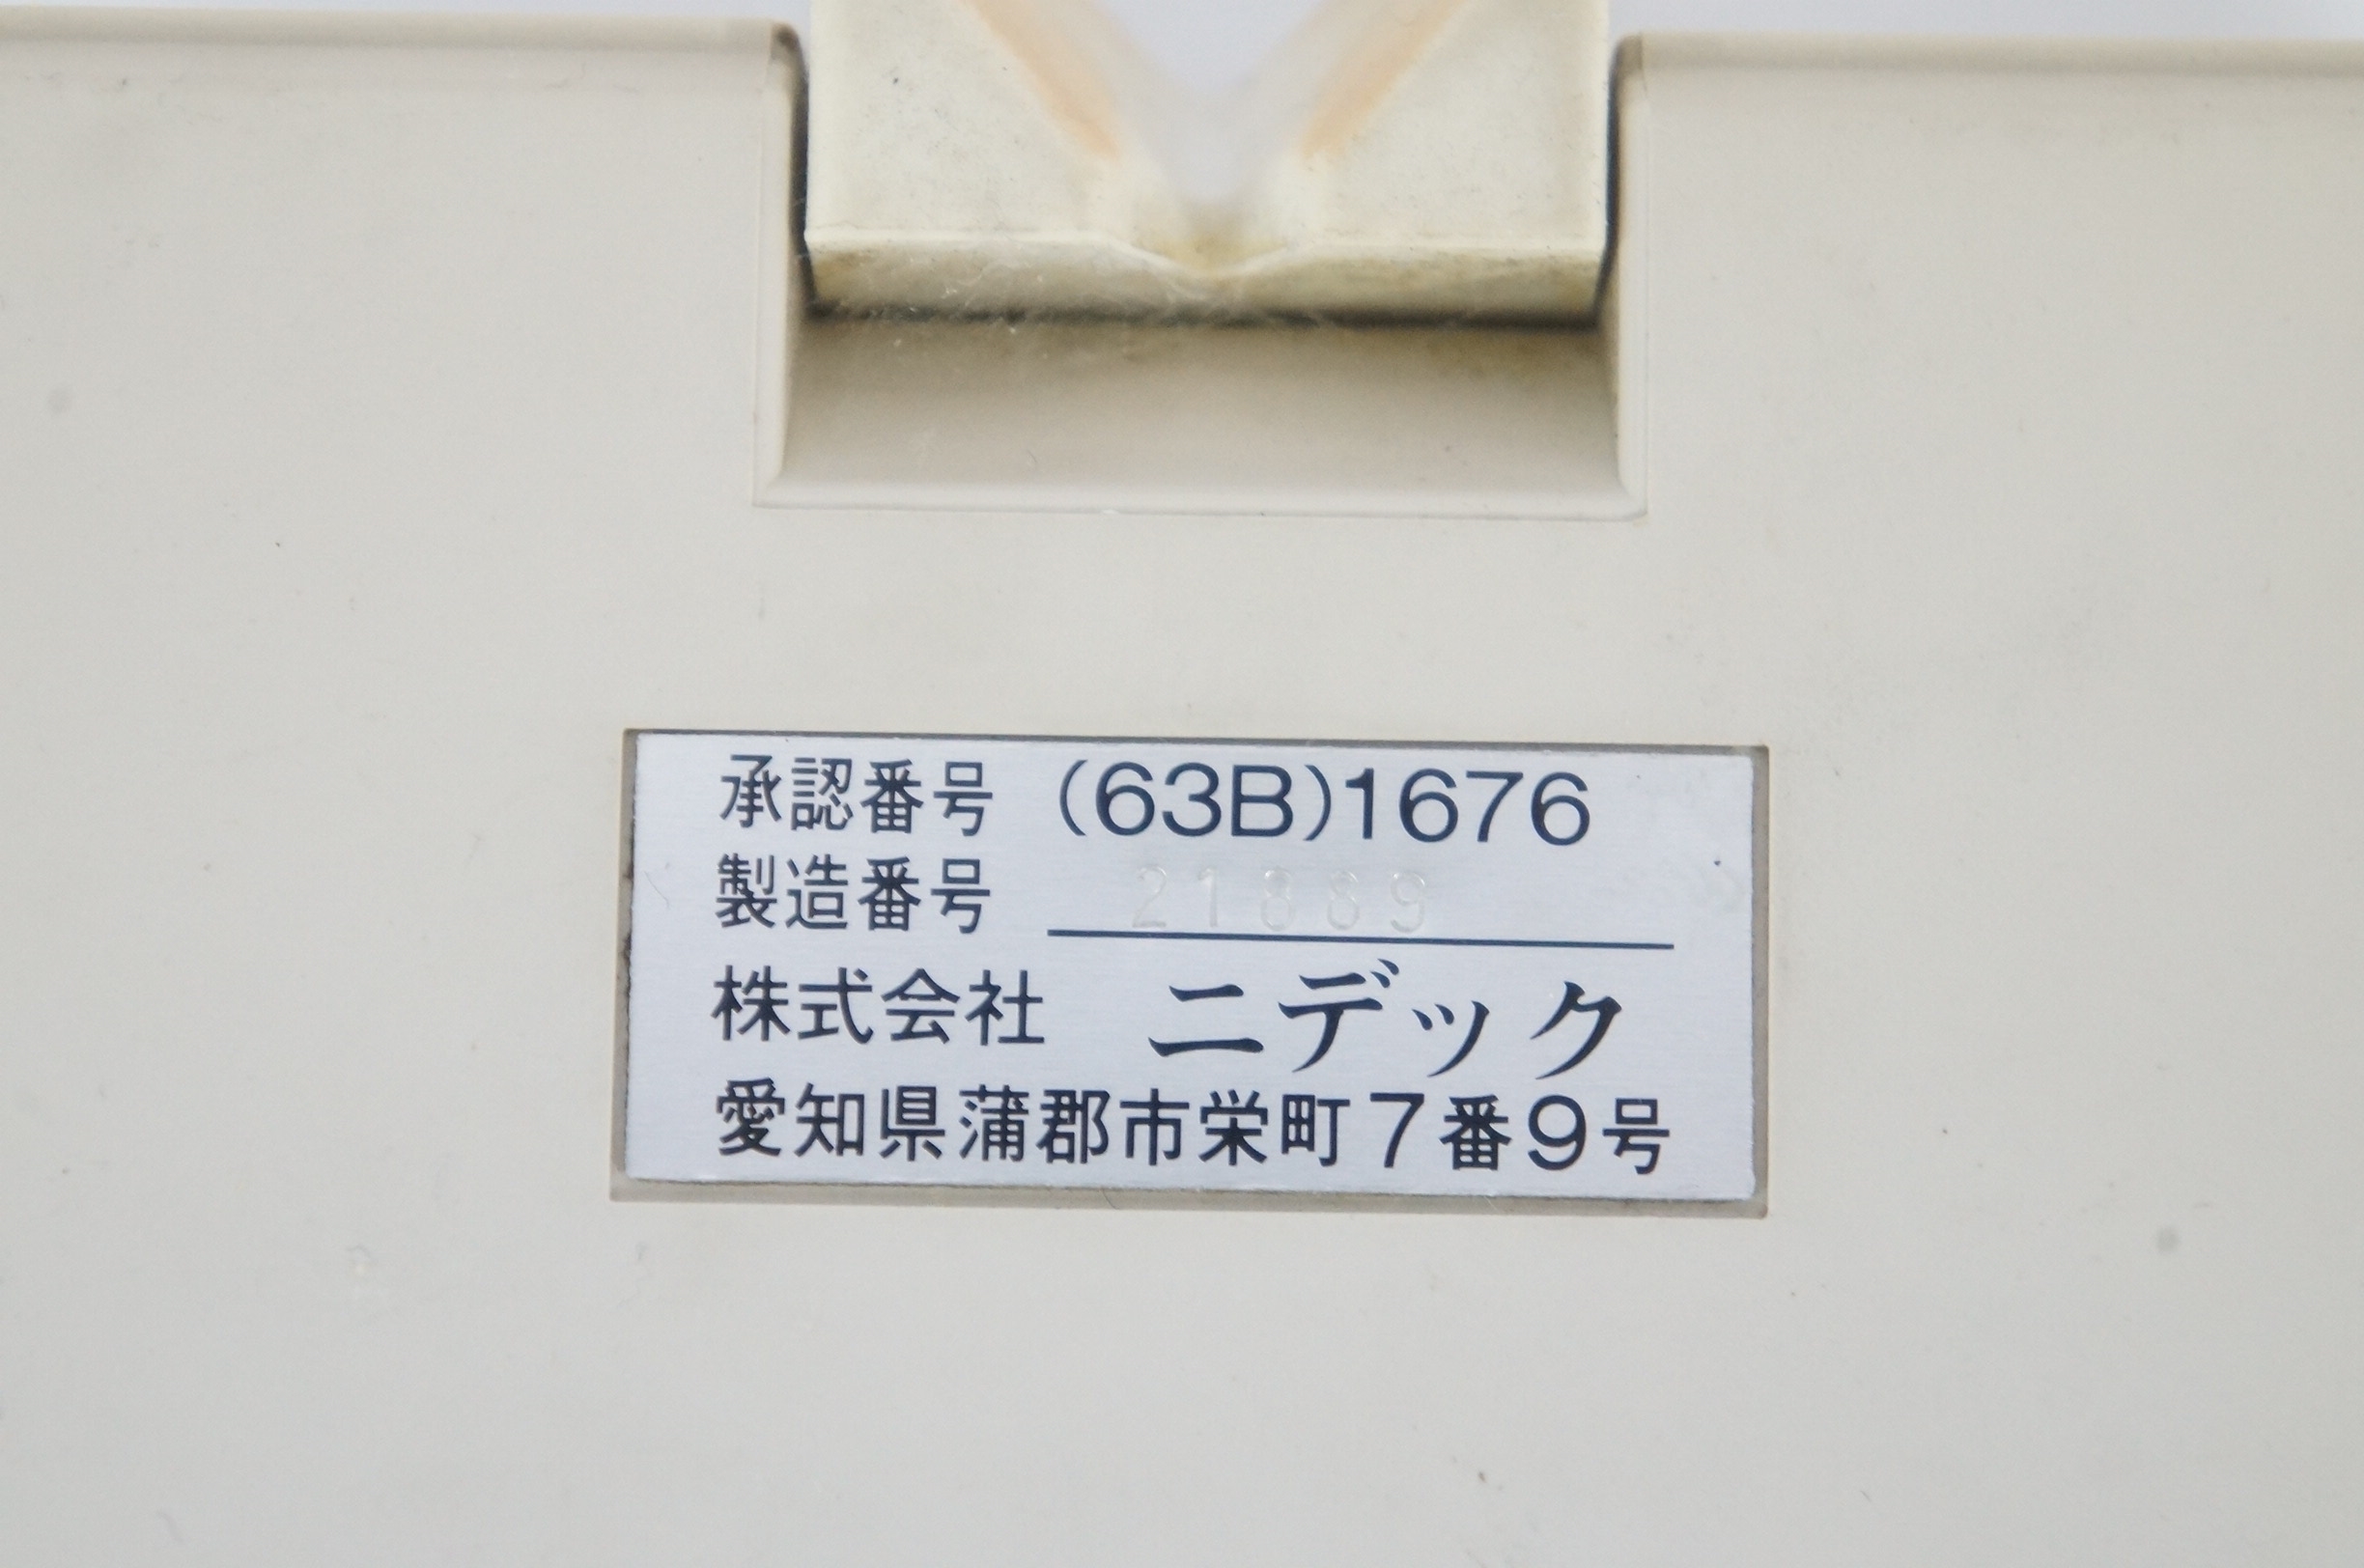 承認番号 (63B)1676
製造番号 21889
株式会社 ニデック
愛知県蒲郡市栄町7番9号